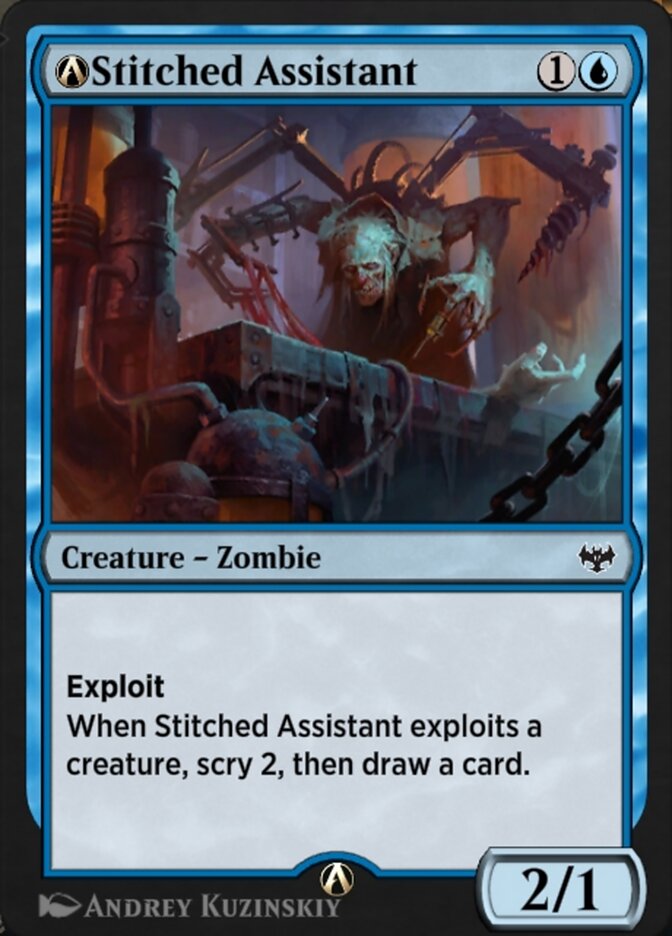 Stitched Assistant 1
Creature – Zombie
Exploit
When Stitched Assistant exploits a
creature, scry 2, then draw a card.
2/1
ANDREY KUZINSKIY